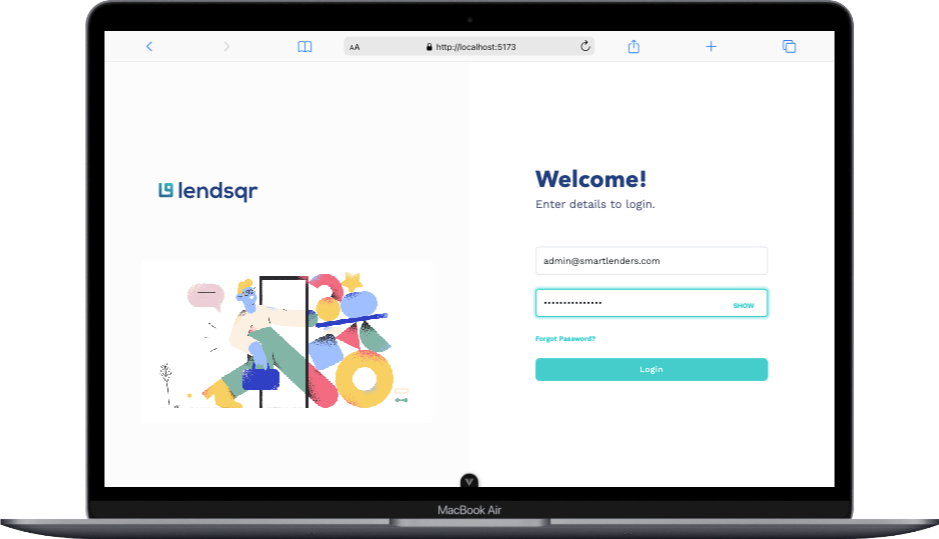 AA
http://localhost:5173
lendsqr
Welcome!
Enter details to login.
admin@smartlenders.com
•••••••••••••••
SHOW
Forgot Password?
Login
MacBook Air